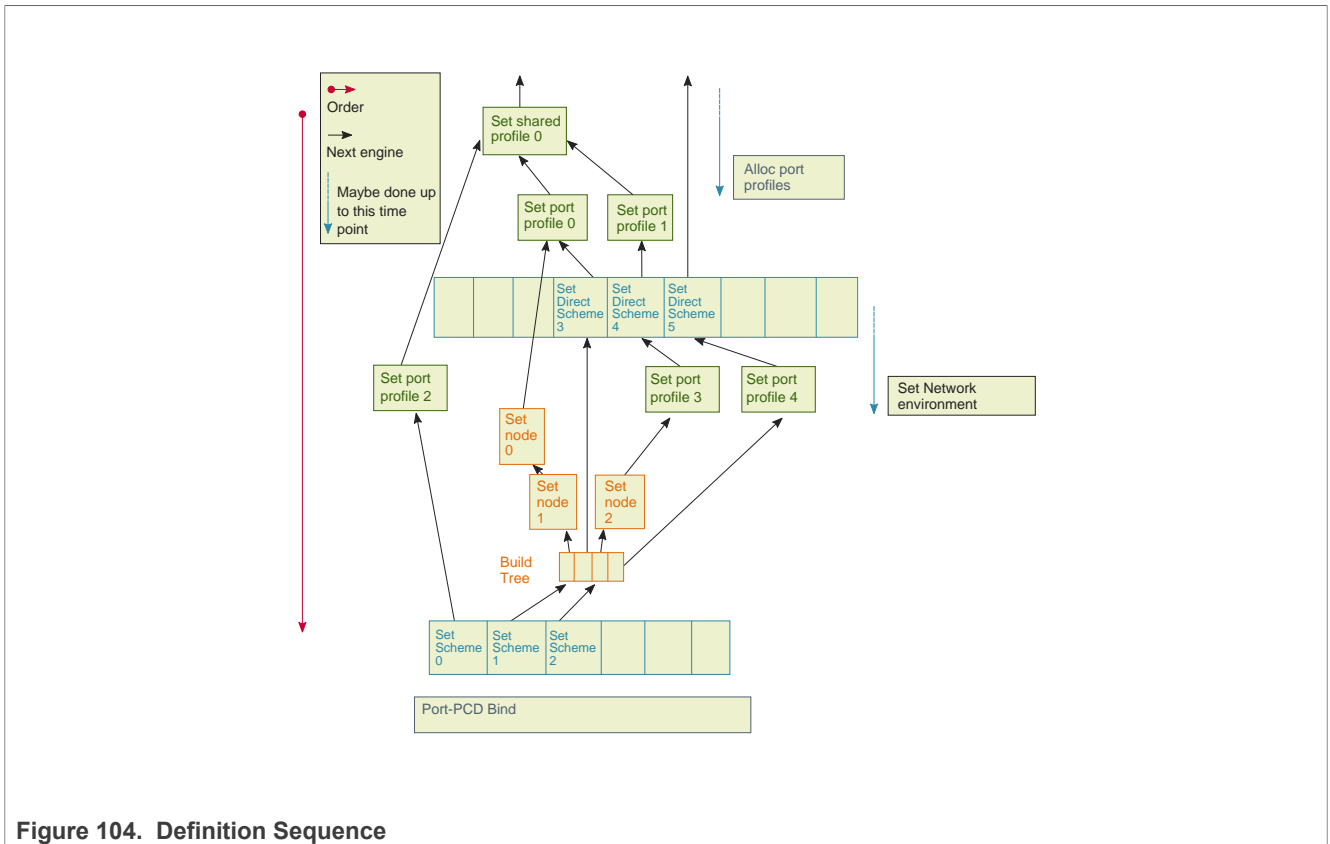 Order
Next engine
Maybe done up
to this time
point
Set shared
profile 0
Alloc port
profiles
Set port
profile 0
Set port
profile 1
Set
Direct
Scheme
3
Set
Direct
Scheme
4
Set
Direct
Scheme
5
Set port
profile 2
Set port
profile 3
Set port
profile 4
Set Network
environment
Set
node
0
Set
node
1
Set
node
2
Build
Tree
Set
Scheme
0
Set
Scheme
1
Set
Scheme
2
Port-PCD Bind
Figure 104. Definition Sequence